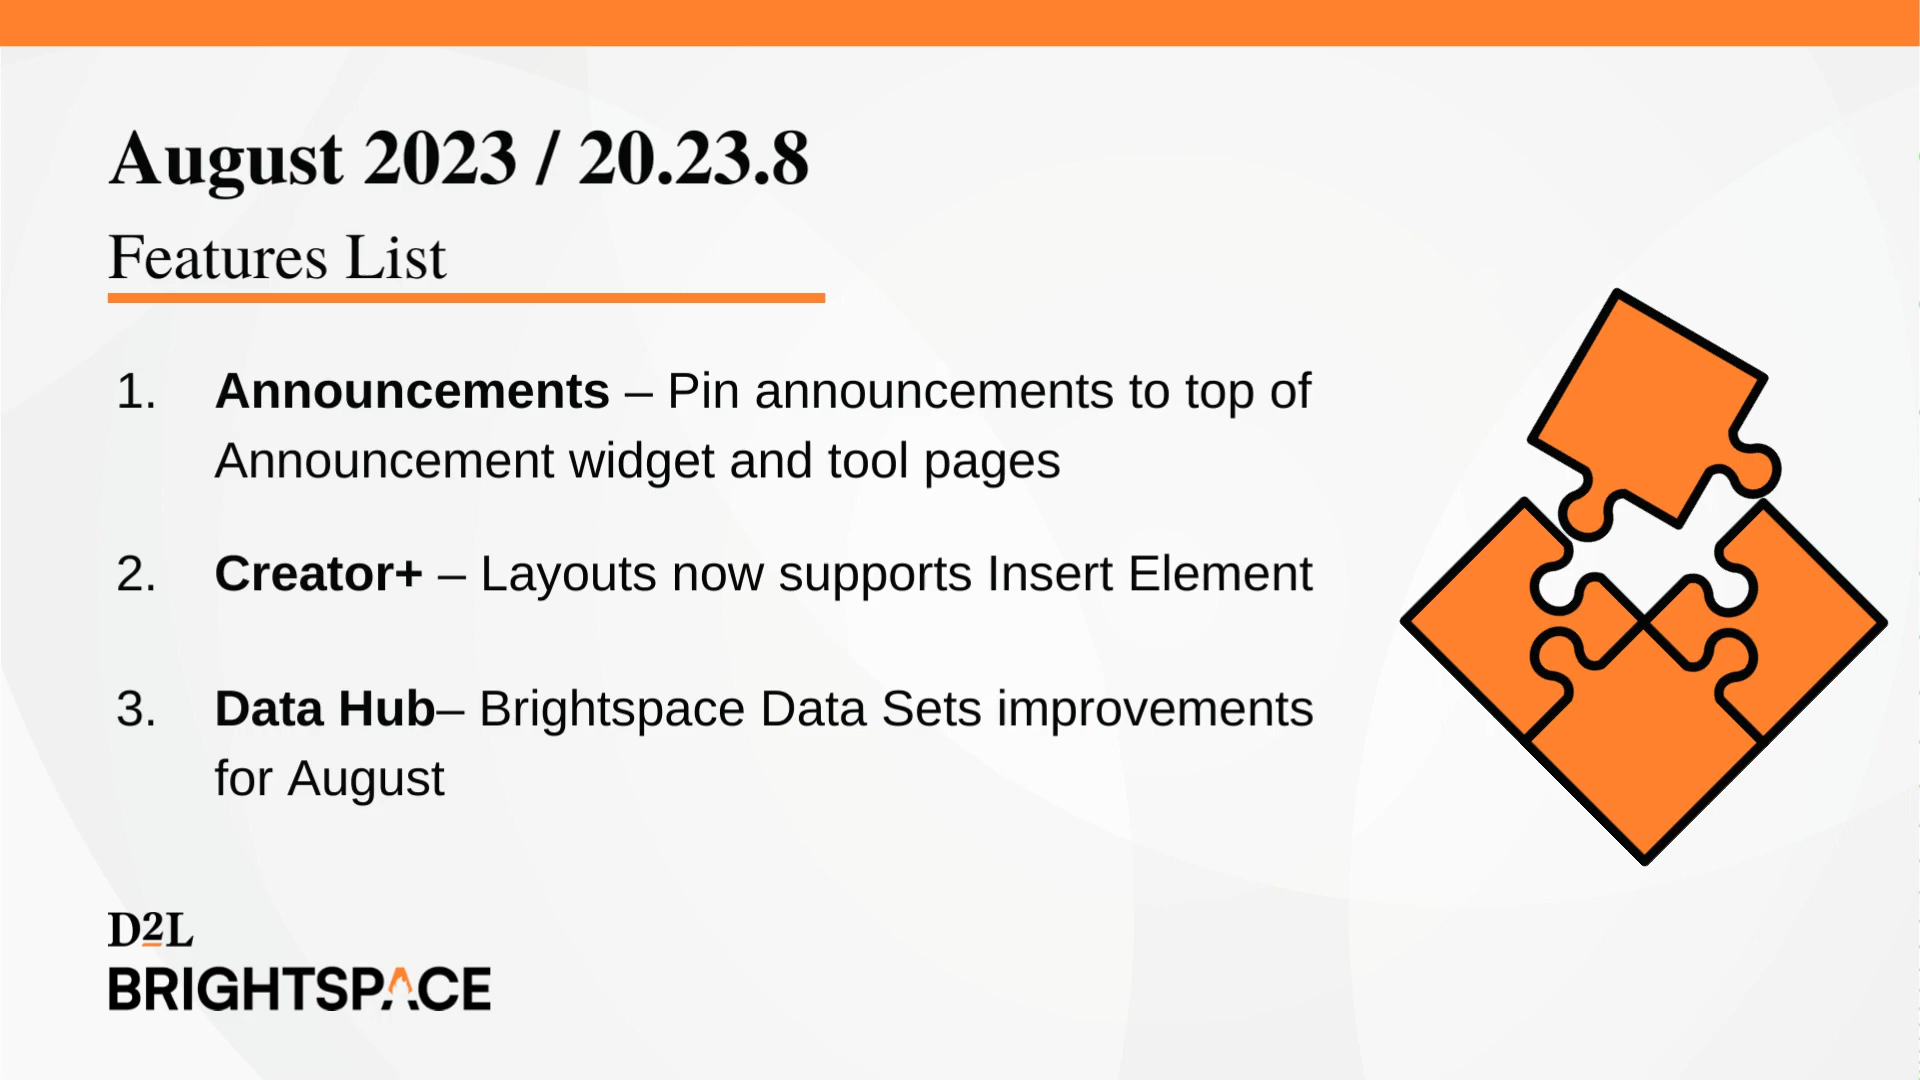 August 2023 / 20.23.8
Features List
1. Announcements – Pin announcements to top of
Announcement widget and tool pages
2. Creator+ – Layouts now supports Insert Element
3. Data Hub– Brightspace Data Sets improvements
for August
D2L
BRIGHTSPACE